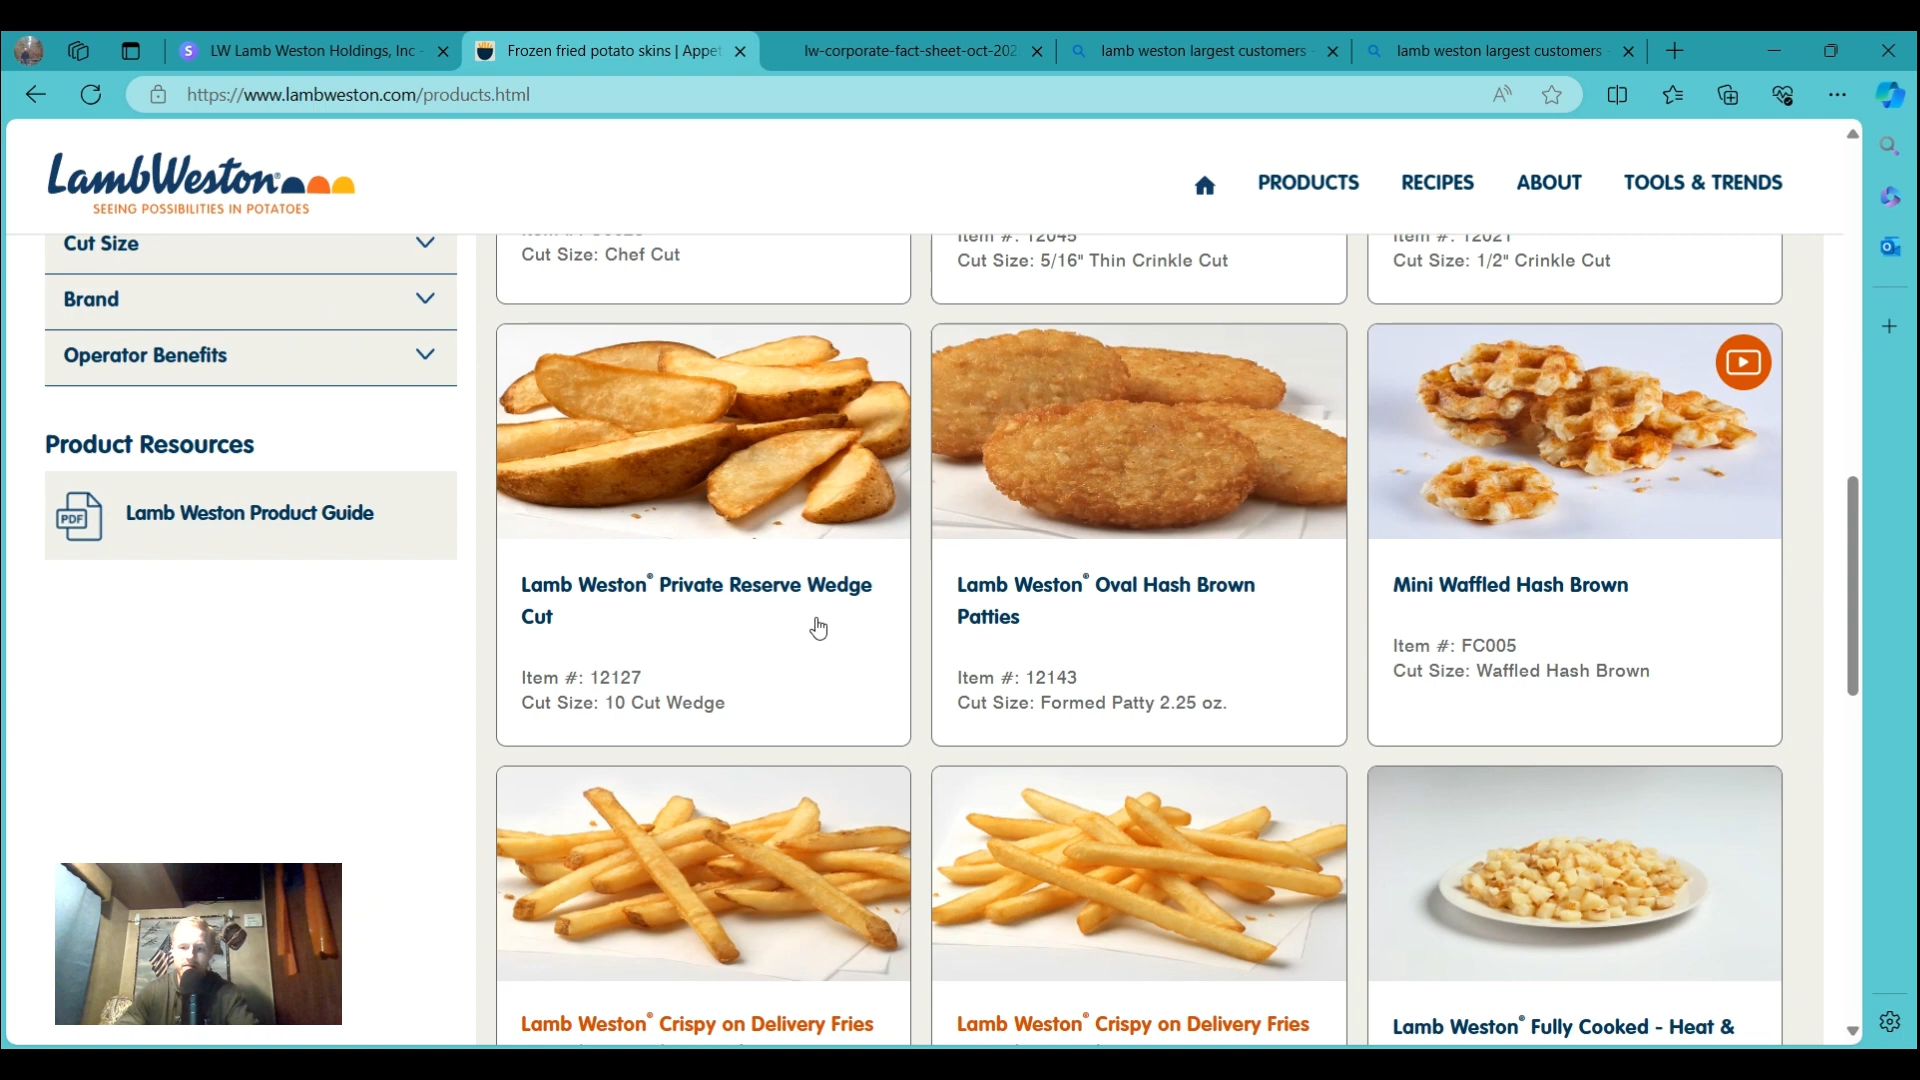 LW Lamb Weston Holdings, Inc -
Frozen fried potato skins | Appet
lw-corporate-fact-sheet-oct-202
lamb weston largest customers -
lamb weston largest customers -
https://www.lambweston.com/products.html
LambWeston®
SEEING POSSIBILITIES IN POTATOES
PRODUCTS
RECIPES
ABOUT
TOOLS & TRENDS
Cut Size
Brand
Operator Benefits
Product Resources
PDF
Lamb Weston Product Guide
Cut Size: Chef Cut
Item #: 12045
Cut Size: 5/16" Thin Crinkle Cut
Item #: 12021
Cut Size: 1/2" Crinkle Cut
Lamb Weston® Private Reserve Wedge
Cut
Item #: 12127
Cut Size: 10 Cut Wedge
Lamb Weston® Oval Hash Brown
Patties
Item #: 12143
Cut Size: Formed Patty 2.25 oz.
Mini Waffled Hash Brown
Item #: FC005
Cut Size: Waffled Hash Brown
Lamb Weston® Crispy on Delivery Fries
Lamb Weston® Crispy on Delivery Fries
Lamb Weston® Fully Cooked - Heat &